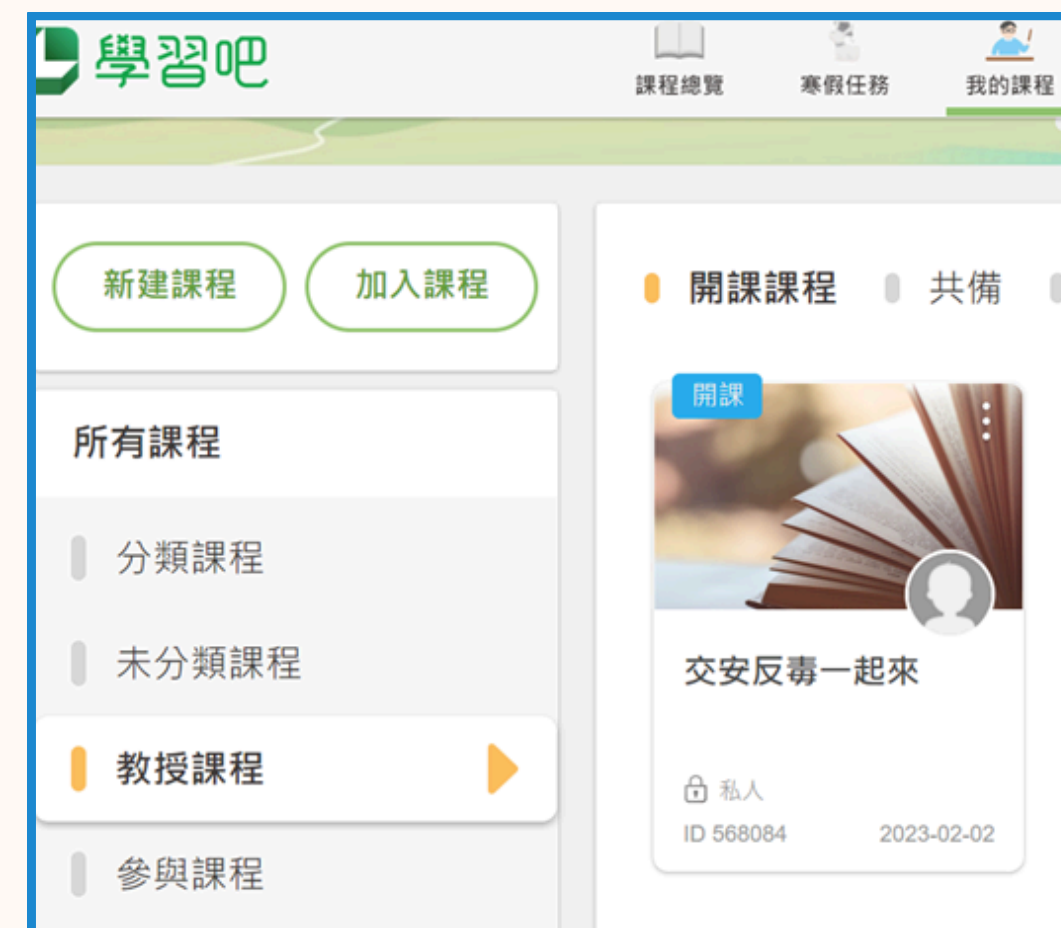 學習吧
課程總覽
寒假任務
我的課程
新建課程
加入課程
所有課程
分類課程
未分類課程
教授課程
參與課程
開課課程
共備
開課
交安反毒一起來
私人
ID 568084
2023-02-02